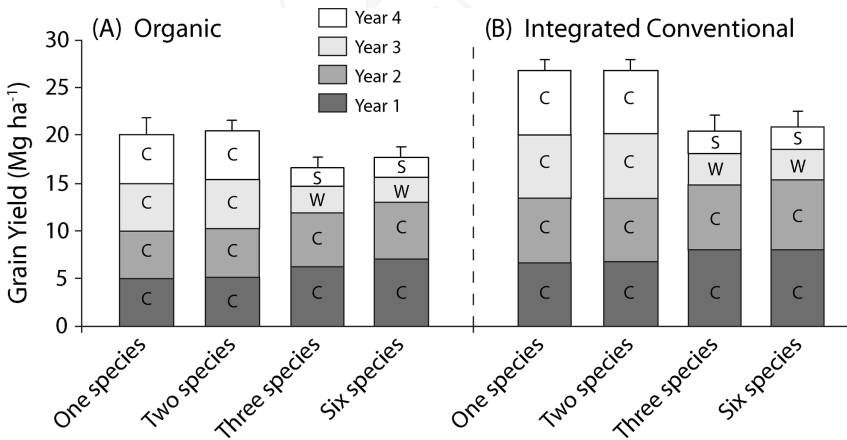 (A) Organic
(B) Integrated Conventional
Year 4
Year 3
Year 2
Year 1
Grain Yield (Mg ha-1)
30
25
20
15
10
5
0
C
C
C
C
C
C
C
C
S
W
C
C
S
W
C
C
C
C
C
C
C
C
C
C
S
W
C
C
S
W
C
C
One species
Two species
Three species
Six species
One species
Two species
Three species
Six species